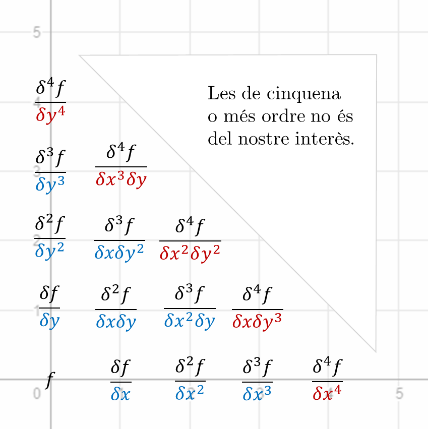 5
Les de cinquena
o més ordre no és
del nostre interès.
δ⁴f
δy⁴
δ³f
δy³
δ⁴f
δx³δy
δ²f
δy²
δ³f
δxδy²
δ⁴f
δx²δy²
δf
δy
δ²f
δxδy
δ³f
δx²δy
δ⁴f
δxδy³
f
δf
δx
δ²f
δx²
δ³f
δx³
δ⁴f
δx⁴
0
5